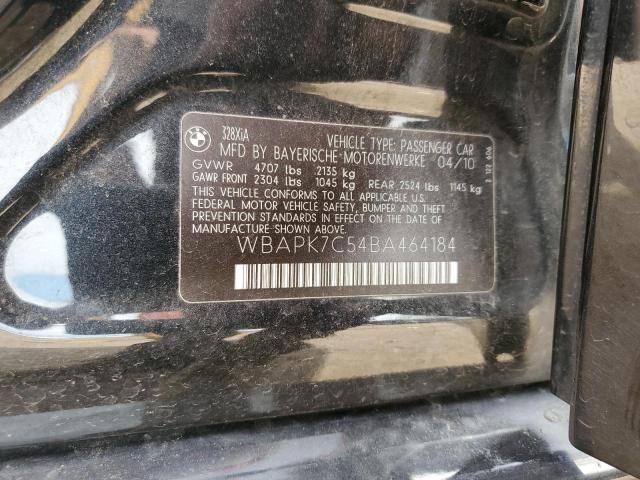 BMW
328XiA
VEHICLE TYPE: PASSENGER CAR
MFD BY BAYERISCHE-MOTORENWERKE 04/10
GVWR 4707 lbs 2135 kg
GAWR FRONT 2304 lbs 1045 kg REAR 2524 lbs 1145 kg
THIS VEHICLE CONFORMS TO ALL APPLICABLE U.S.
FEDERAL MOTOR VEHICLE SAFETY, BUMPER AND THEFT
PREVENTION STANDARDS IN EFFECT ON THE DATE OF
MANUFACTURE SHOWN ABOVE.
WBAPK7C54BA464184